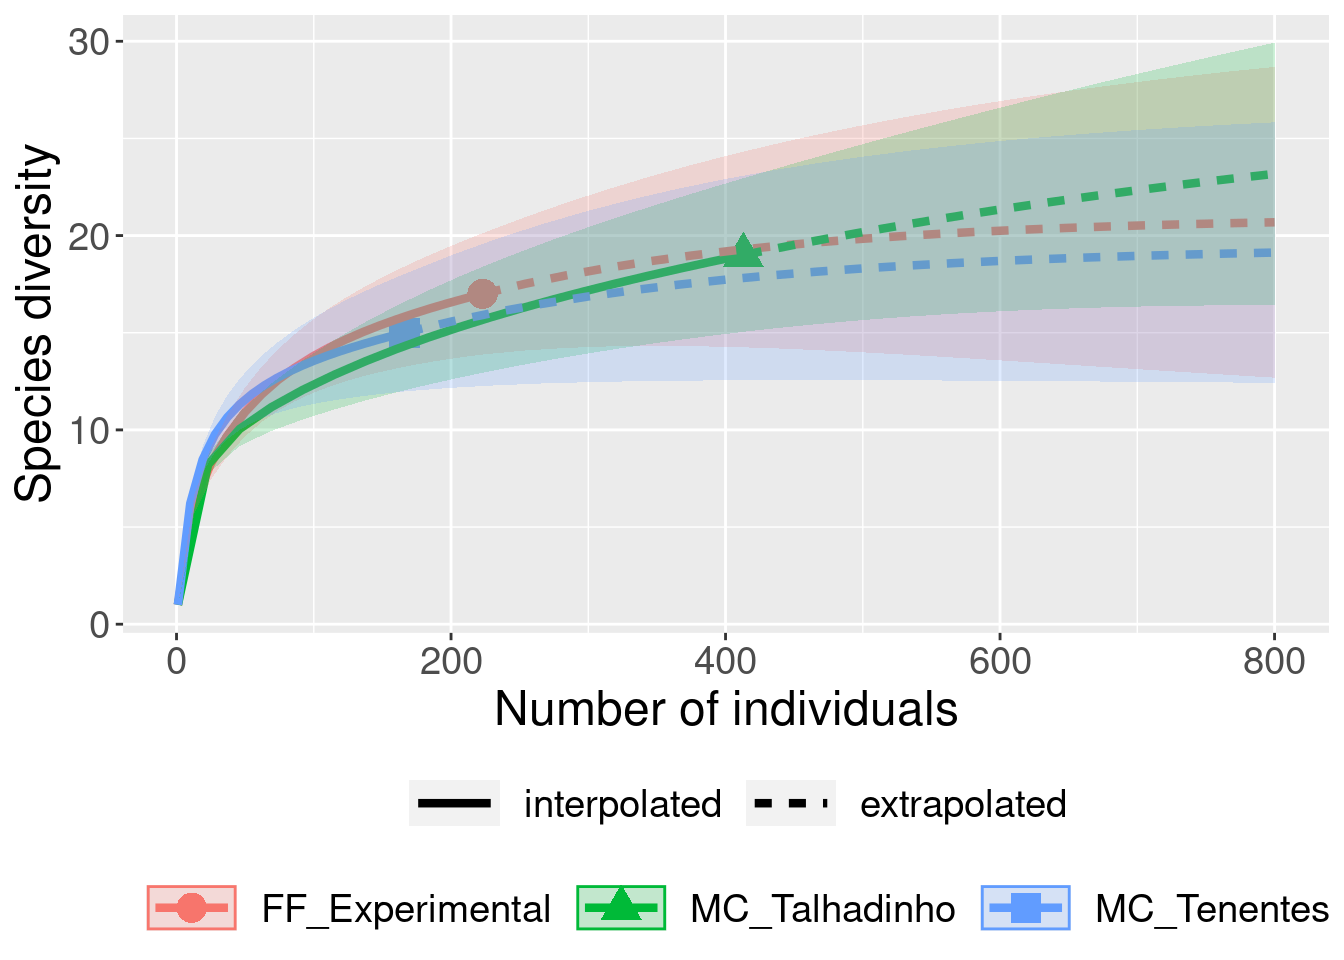 30
20
10
0
Species diversity
0 200 400 600 800
Number of individuals
interpolated extrapolated
FF_Experimental MC_Talhadinho MC_Tenentes